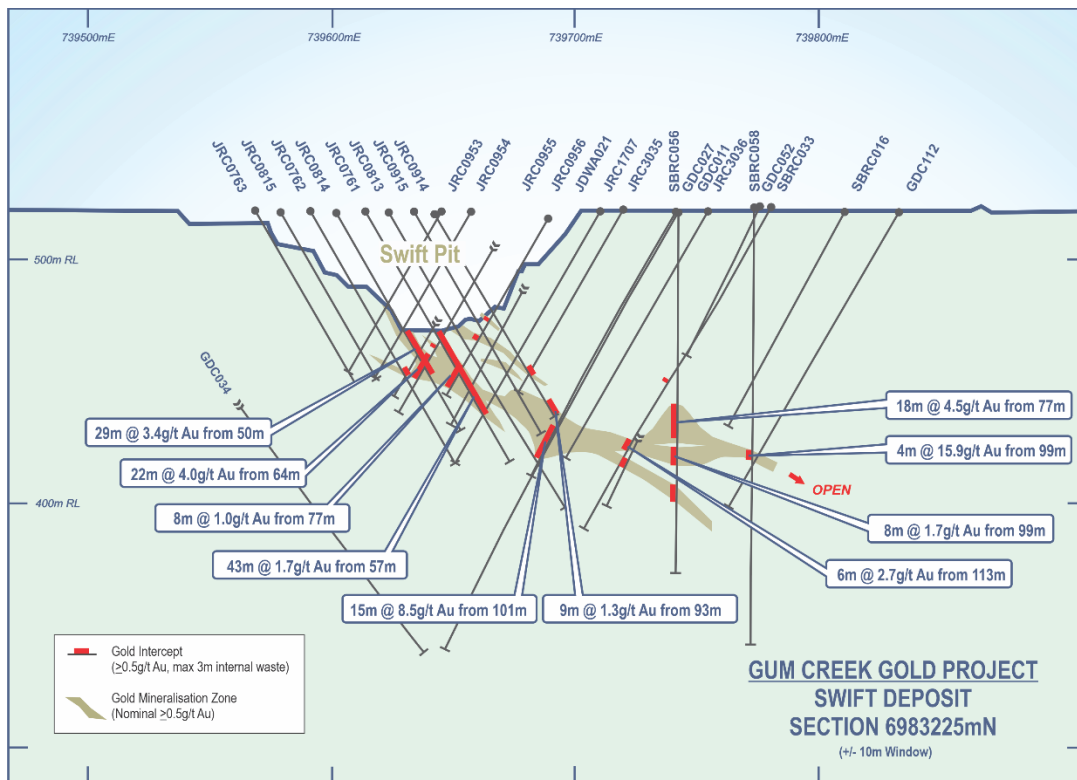 739500mE
739600mE
739700mE
739800mE
JRC0763
JRC0815
JRC0762
JRC0814
JRC0761
JRC0813
JRC0915
JRC0914
JRC0953
JRC0954
JRC0955
JRC0956
JDWA021
JRC1707
JRC3035
SBRC056
GDC027
GDC011
JRC3036
SBRC058
GDC052
SBRC033
SBRC016
GDC112
500m RL
Swift Pit
GDC034
29m @ 3.4g/t Au from 50m
22m @ 4.0g/t Au from 64m
8m @ 1.0g/t Au from 77m
43m @ 1.7g/t Au from 57m
15m @ 8.5g/t Au from 101m
9m @ 1.3g/t Au from 93m
18m @ 4.5g/t Au from 77m
4m @ 15.9g/t Au from 99m
OPEN
8m @ 1.7g/t Au from 99m
6m @ 2.7g/t Au from 113m
400m RL
Gold Intercept
(≥0.5g/t Au, max 3m internal waste)
Gold Mineralisation Zone
(Nominal ≥0.5g/t Au)
GUM CREEK GOLD PROJECT
SWIFT DEPOSIT
SECTION 6983225mN
(+/- 10m Window)